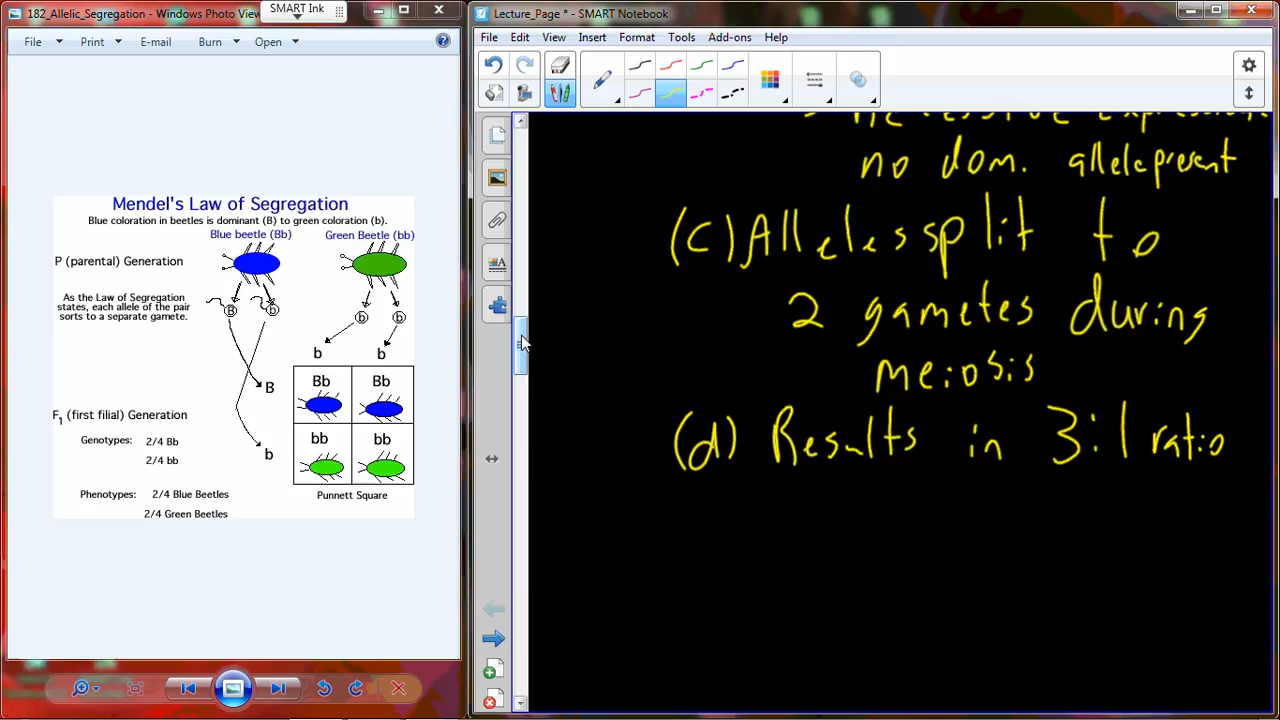 182_Allelic_Segregation - Windows Photo View
SMART Ink
File Print E-mail Burn Open
Mendel's Law of Segregation
Blue coloration in beetles is dominant (B) to green coloration (b).
Blue beetle (Bb) Green Beetle (bb)
P (parental) Generation
As the Law of Segregation
states, each allele of the pair
sorts to a separate gamete.
B b b b
b b
Bb Bb
B
F1 (first filial) Generation
Genotypes: 2/4 Bb
2/4 bb
bb bb
b
Phenotypes: 2/4 Blue Beetles
2/4 Green Beetles
Punnett Square
Lecture_Page * - SMART Notebook
File Edit View Insert Format Tools Add-ons Help
no dom. allele present
(c) Alleles split to
2 gametes during
meiosis
(d) Results in 3:1 ratio